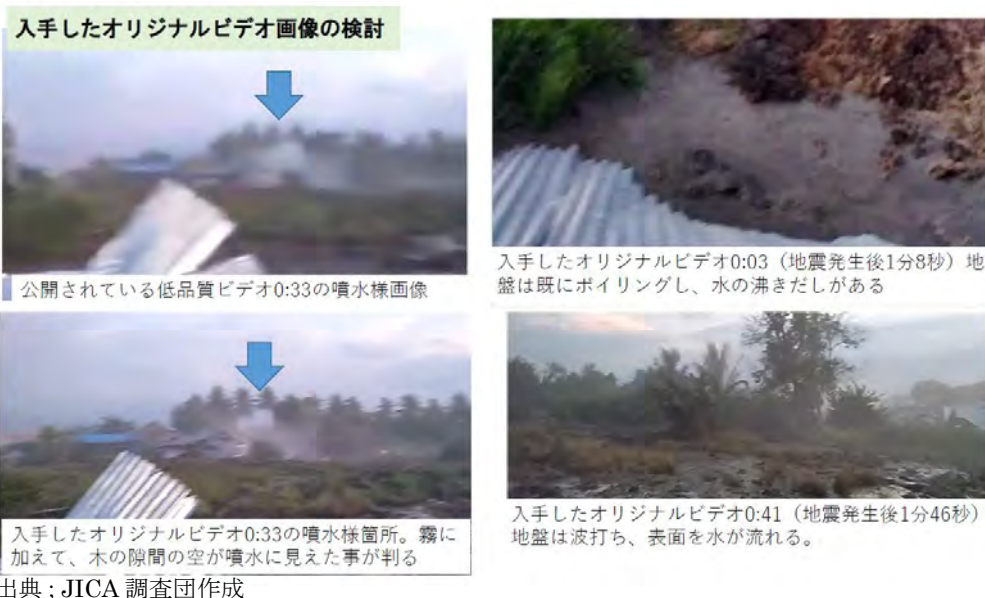 入手したオリジナルビデオ画像の検討
公開されている低品質ビデオ0:33の噴水様画像
入手したオリジナルビデオ0:03（地震発生後1分8秒）地
盤は既にボイリングし、水の沸きだしがある
入手したオリジナルビデオ0:33の噴水様箇所。霧に
加えて、木の隙間の空が噴水に見えた事が判る
入手したオリジナルビデオ0:41（地震発生後1分46秒）
地盤は波打ち、表面を水が流れる。
出典 ; JICA 調査団作成